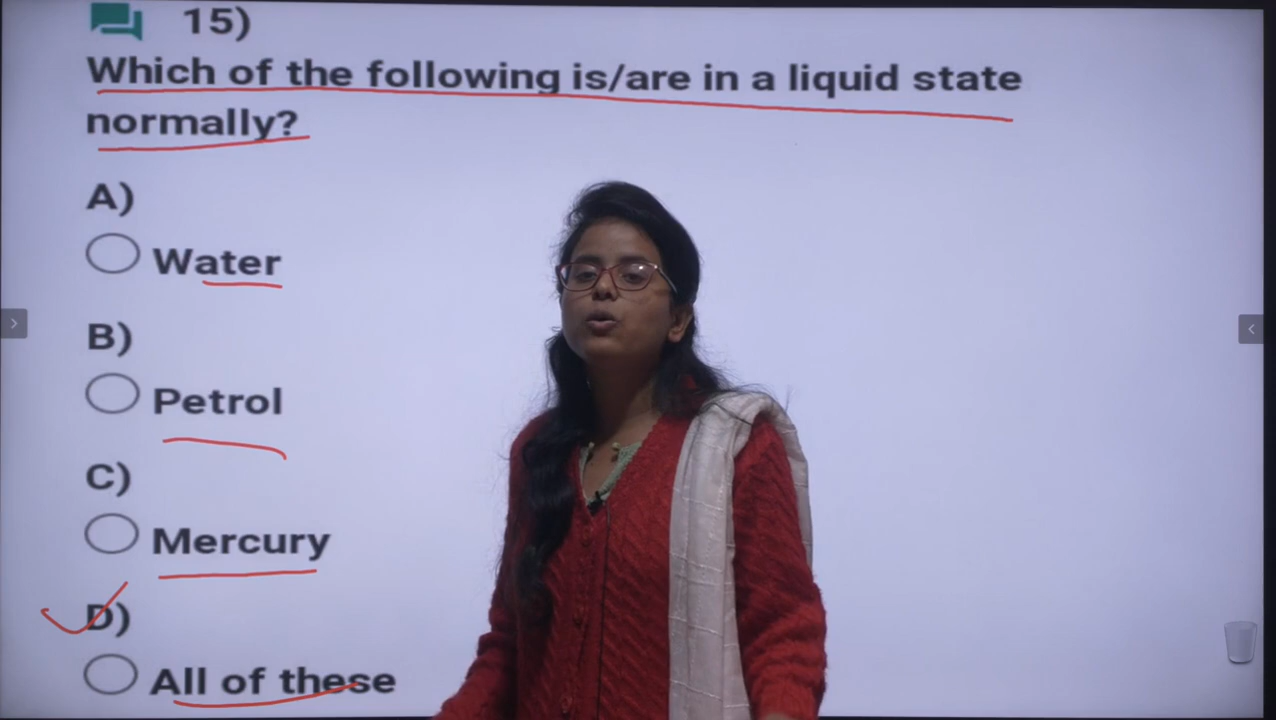 15)
Which of the following is/are in a liquid state
normally?
A)
Water
B)
Petrol
C)
Mercury
D)
All of these